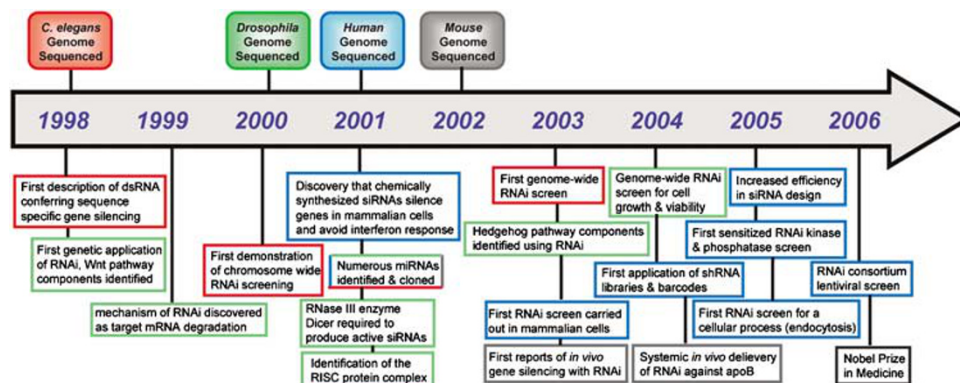 C. elegans
Genome
Sequenced
Drosophila
Genome
Sequenced
Human
Genome
Sequenced
Mouse
Genome
Sequenced
1998
1999
2000
2001
2002
2003
2004
2005
2006
First description of dsRNA
conferring sequence
specific gene silencing
First genetic application
of RNAi, Wnt pathway
components identified
mechanism of RNAi discovered
as target mRNA degradation
First demonstration
of chromosome wide
RNAi screening
Discovery that chemically
synthesized siRNAs silence
genes in mammalian cells
and avoid interferon response
Numerous miRNAs
identified & cloned
RNase III enzyme
Dicer required to
produce active siRNAs
Identification of the
RISC protein complex
First genome-wide
RNAi screen
Hedgehog pathway components
identified using RNAi
First RNAi screen carried
out in mammalian cells
First reports of in vivo
gene silencing with RNAi
Genome-wide RNAi
screen for cell
growth & viability
First application of shRNA
libraries & barcodes
Systemic in vivo delievery
of RNAi against apoB
Increased efficiency
in siRNA design
First sensitized RNAi kinase
& phosphatase screen
First RNAi screen for a
cellular process (endocytosis)
RNAi consortium
lentiviral screen
Nobel Prize
in Medicine